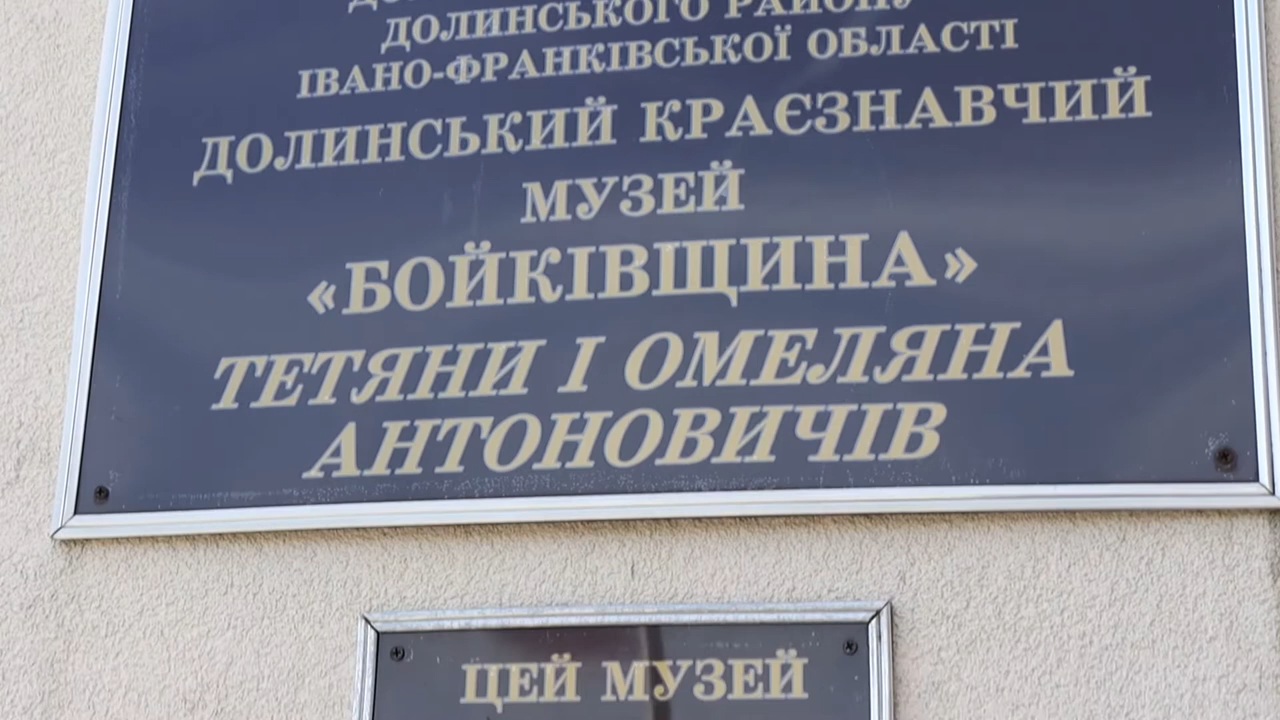 ДОЛИНСЬКОГО РАЙОНУ
ІВАНО-ФРАНКІВСЬКОЇ ОБЛАСТІ
ДОЛИНСЬКИЙ КРАЄЗНАВЧИЙ
МУЗЕЙ
«БОЙКІВЩИНА»
ТЕТЯНИ І ОМЕЛЯНА
АНТОНОВИЧІВ
ЦЕЙ МУЗЕЙ